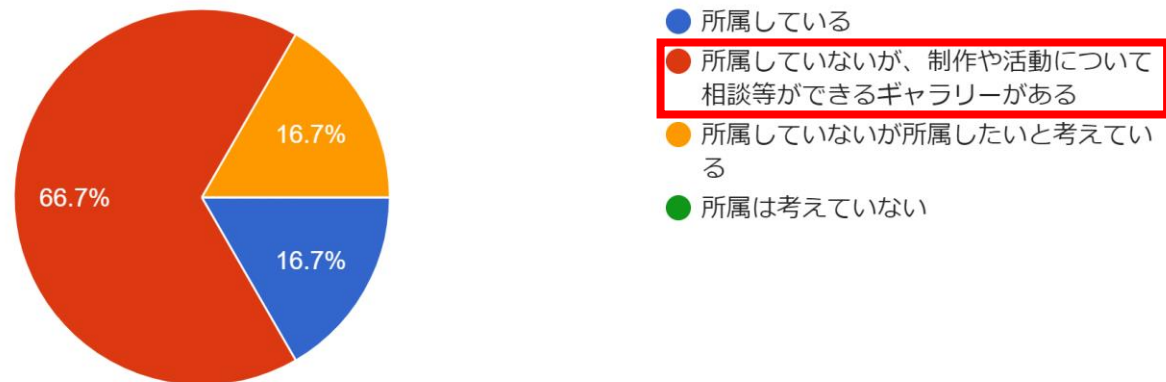 66.7%
16.7%
16.7%
所属している
所属していないが、制作や活動について
相談等ができるギャラリーがある
所属していないが所属したいと考えてい
る
所属は考えていない